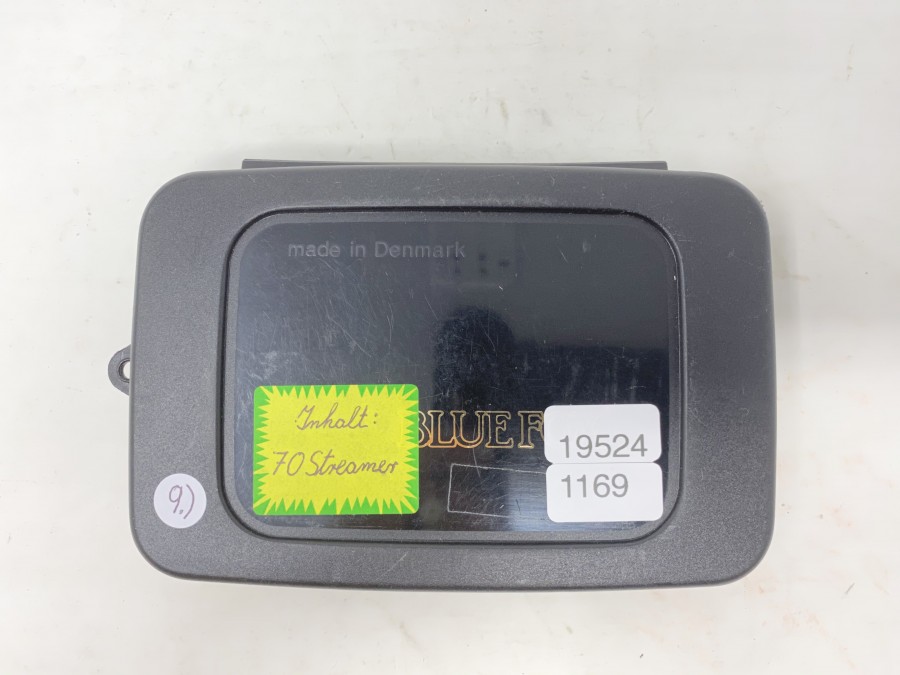 made in Denmark
Inhalt:
70 Streamer
BLUE F
19524
1169
9.)